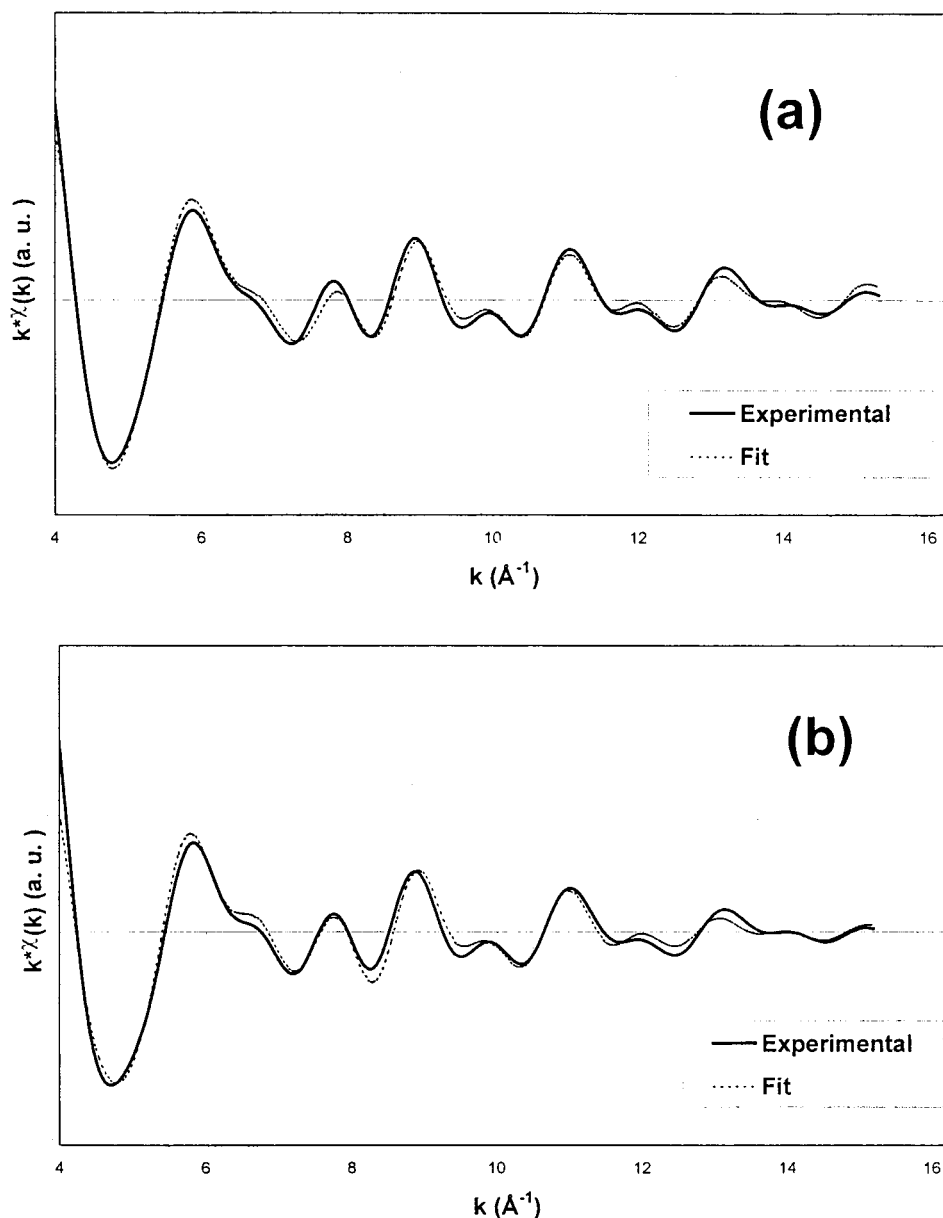 (a)
k*χ(k) (a. u. )
Experimental
Fit
4 6 8 10 12 14 16
k (Å-1)
(b)
k*χ(k) (a. u. )
Experimental
Fit
4 6 8 10 12 14 16
k (Å-1)